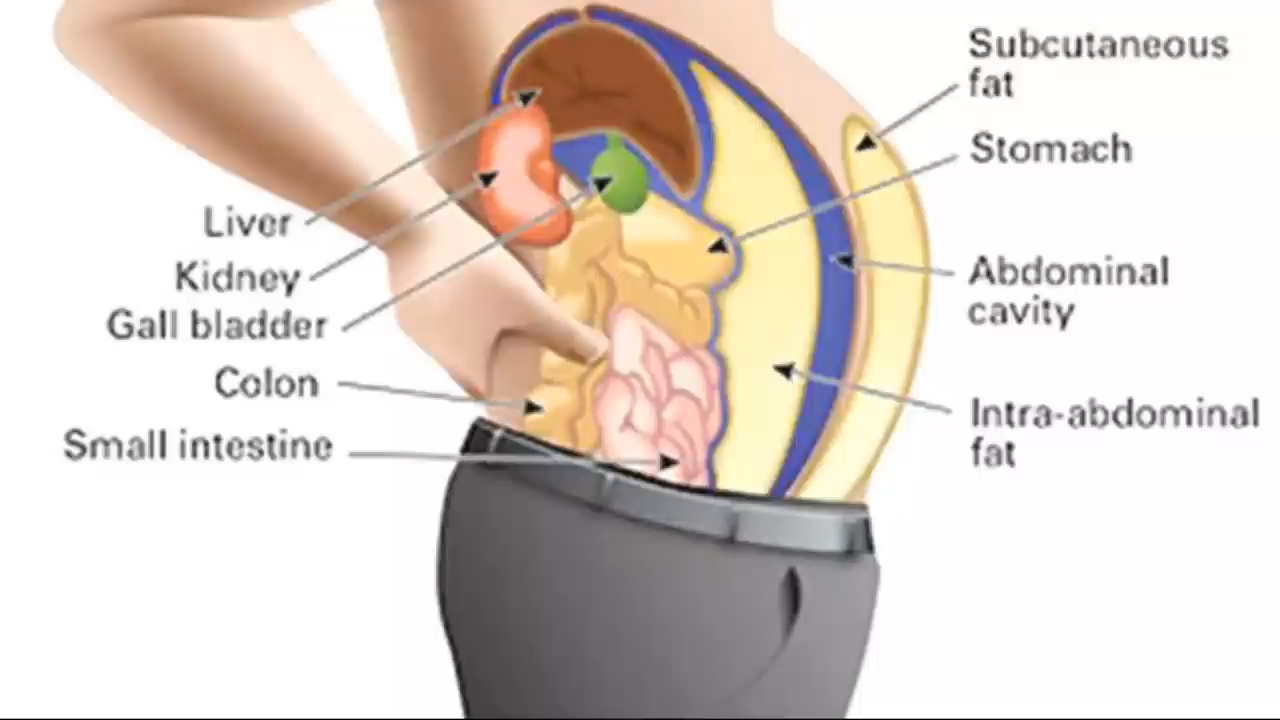 Liver
Kidney
Gall bladder
Colon
Small intestine
Subcutaneous
fat
Stomach
Abdominal
cavity
Intra-abdominal
fat